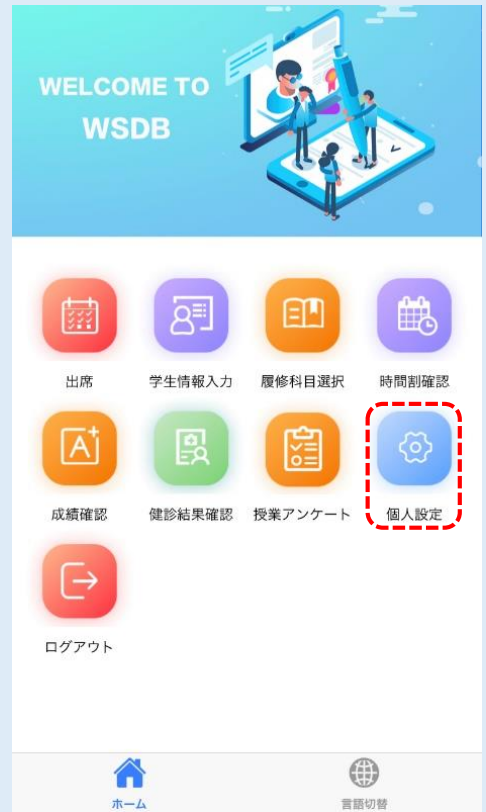 WELCOME TO
WSDB
出席
学生情報入力
履修科目選択
時間割確認
成績確認
健診結果確認
授業アンケート
個人設定
ログアウト
ホーム
言語切替